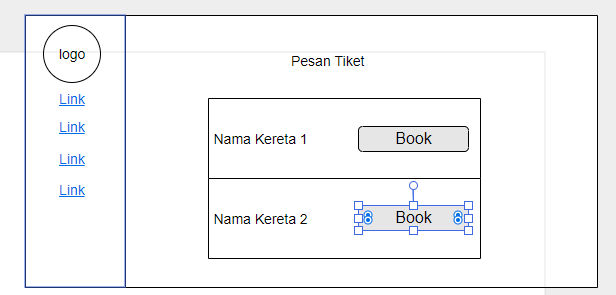 logo
Link
Link
Link
Link
Pesan Tiket
Nama Kereta 1
Book
Nama Kereta 2
Book